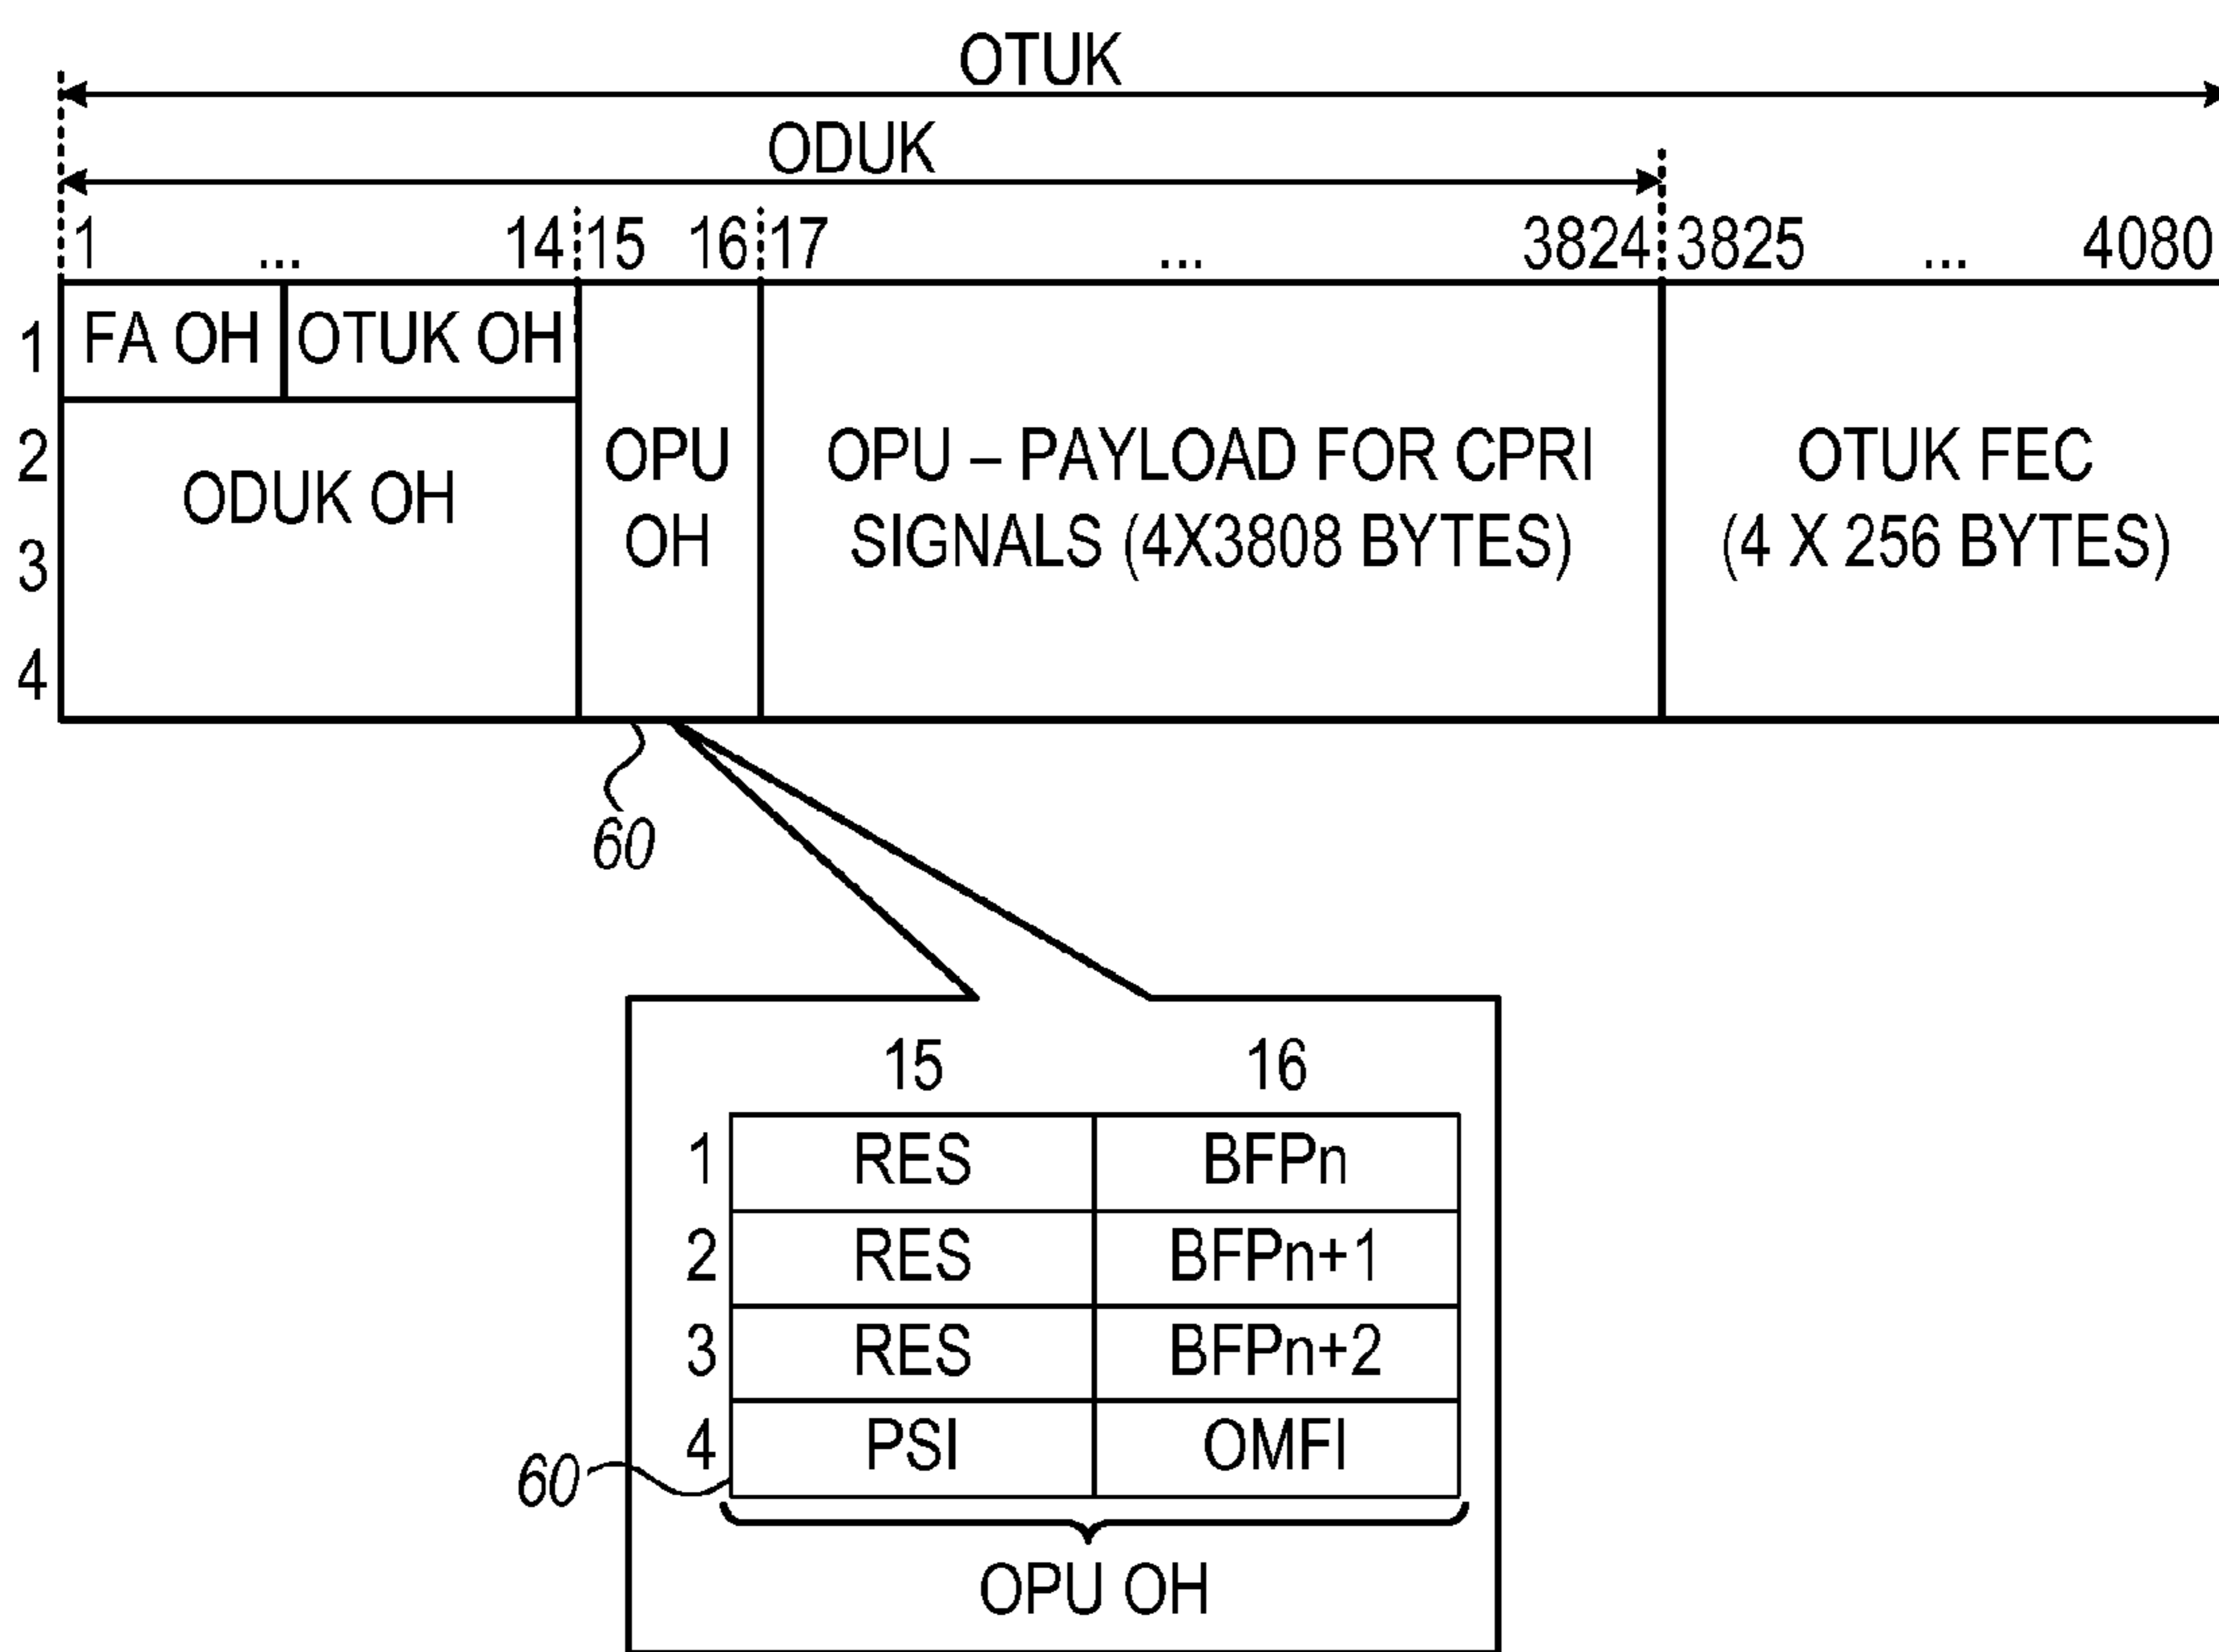 OTUK
ODUK
1 ... 14 15 16 17 ... 3824 3825 ... 4080
1 FA OH OTUK OH
2 ODUK OH
3
4
OPU
OH
OPU – PAYLOAD FOR CPRI
SIGNALS (4X3808 BYTES)
OTUK FEC
(4 X 256 BYTES)
60
15 16
1 RES BFPn
2 RES BFPn+1
3 RES BFPn+2
4 PSI OMFI
60
OPU OH